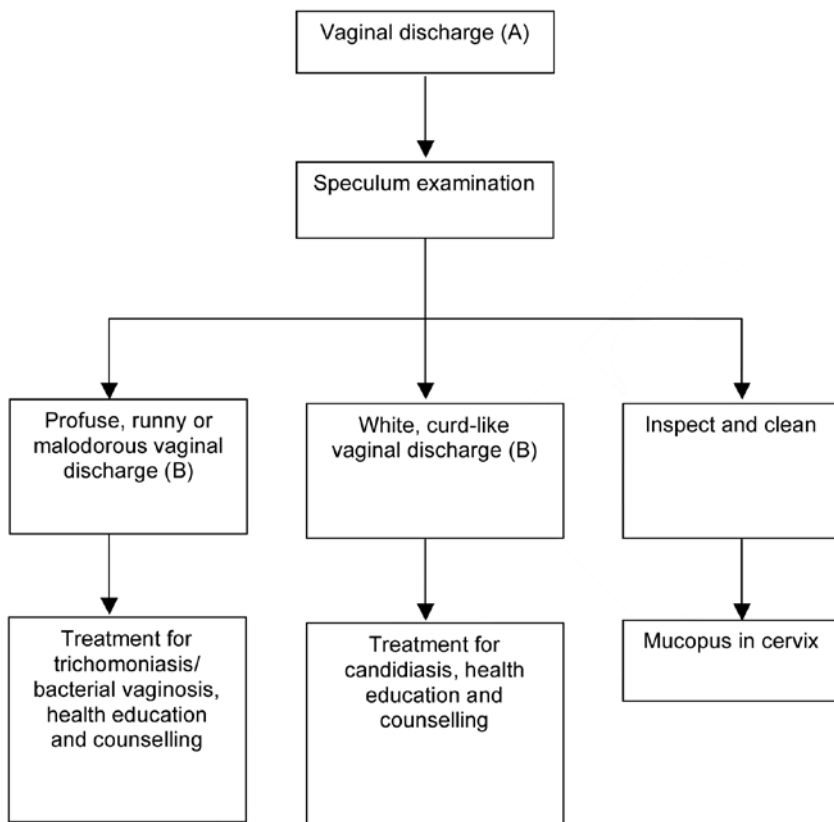 Vaginal discharge (A)
Speculum examination
Profuse, runny or
malodorous vaginal
discharge (B)
White, curd-like
vaginal discharge (B)
Inspect and clean
Treatment for
trichomoniasis/
bacterial vaginosis,
health education
and counselling
Treatment for
candidiasis, health
education and
counselling
Mucopus in cervix